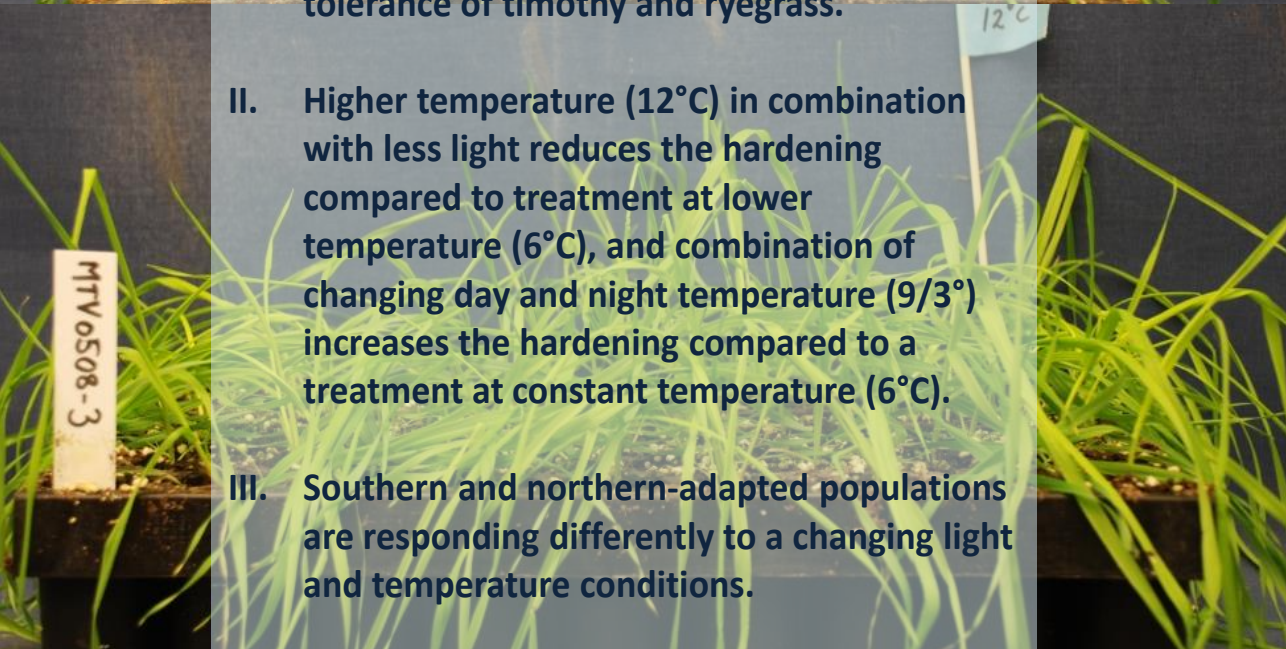 tolerance of timothy and ryegrass.
12°C
II. Higher temperature (12°C) in combination
with less light reduces the hardening
compared to treatment at lower
temperature (6°C), and combination of
changing day and night temperature (9/3°)
increases the hardening compared to a
treatment at constant temperature (6°C).
MTV0508-3
III. Southern and northern-adapted populations
are responding differently to a changing light
and temperature conditions.